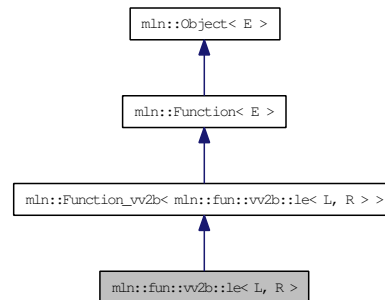 mln::Object< E >
mln::Function< E >
mln::Function_vv2b< mln::fun::vv2b::le< L, R > >
mln::fun::vv2b::le< L, R >